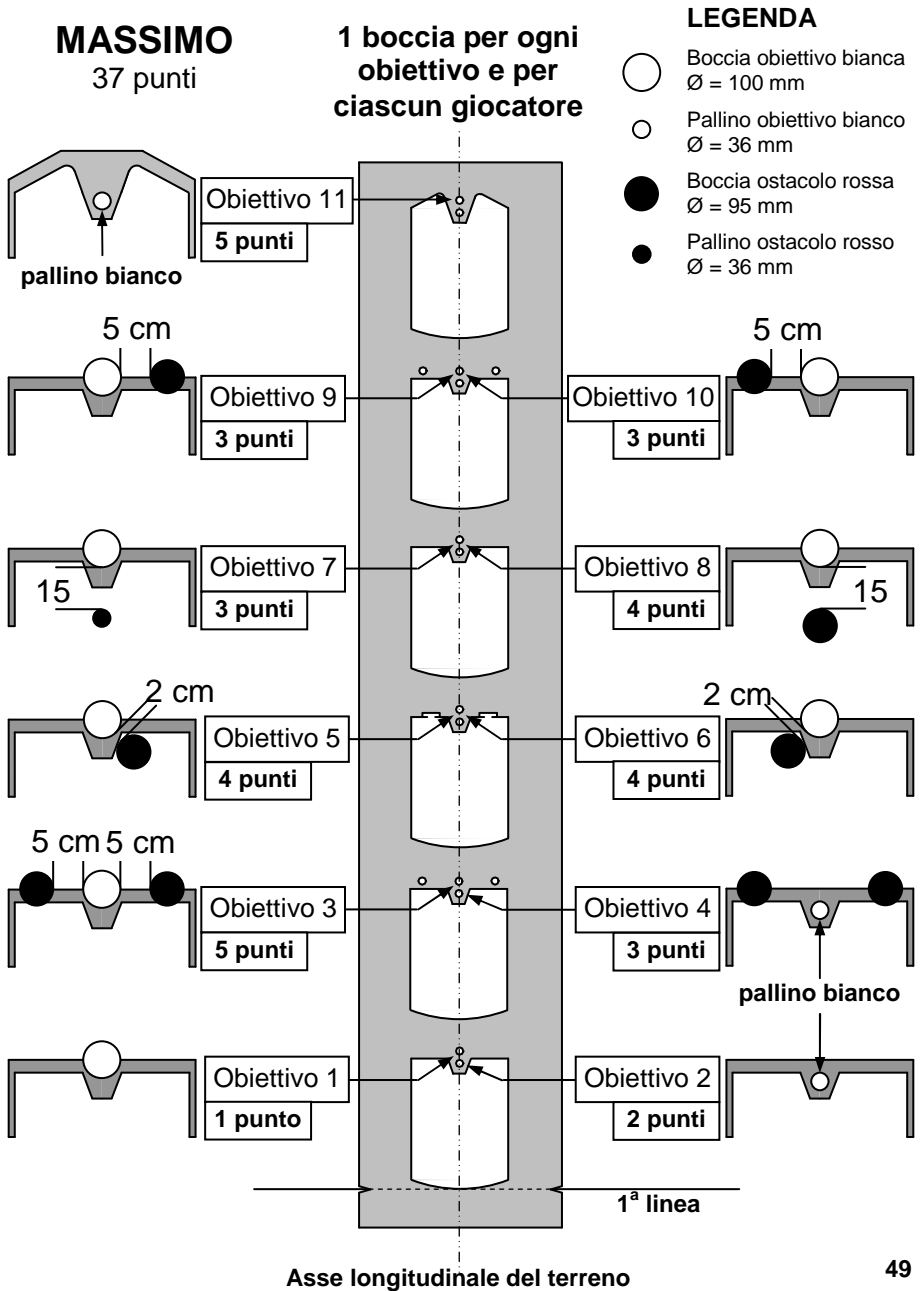 MASSIMO
37 punti
1 boccia per ogni
obiettivo e per
ciascun giocatore
LEGENDA
Boccia obiettivo bianca
Ø = 100 mm
Pallino obiettivo bianco
Ø = 36 mm
Boccia ostacolo rossa
Ø = 95 mm
Pallino ostacolo rosso
Ø = 36 mm
Obiettivo 11
5 punti
pallino bianco
5 cm
Obiettivo 9
3 punti
5 cm
Obiettivo 10
3 punti
15
Obiettivo 7
3 punti
Obiettivo 8
4 punti
15
2 cm
Obiettivo 5
4 punti
2 cm
Obiettivo 6
4 punti
5 cm 5 cm
Obiettivo 3
5 punti
Obiettivo 4
3 punti
pallino bianco
Obiettivo 1
1 punto
Obiettivo 2
2 punti
1ª linea
Asse longitudinale del terreno
49